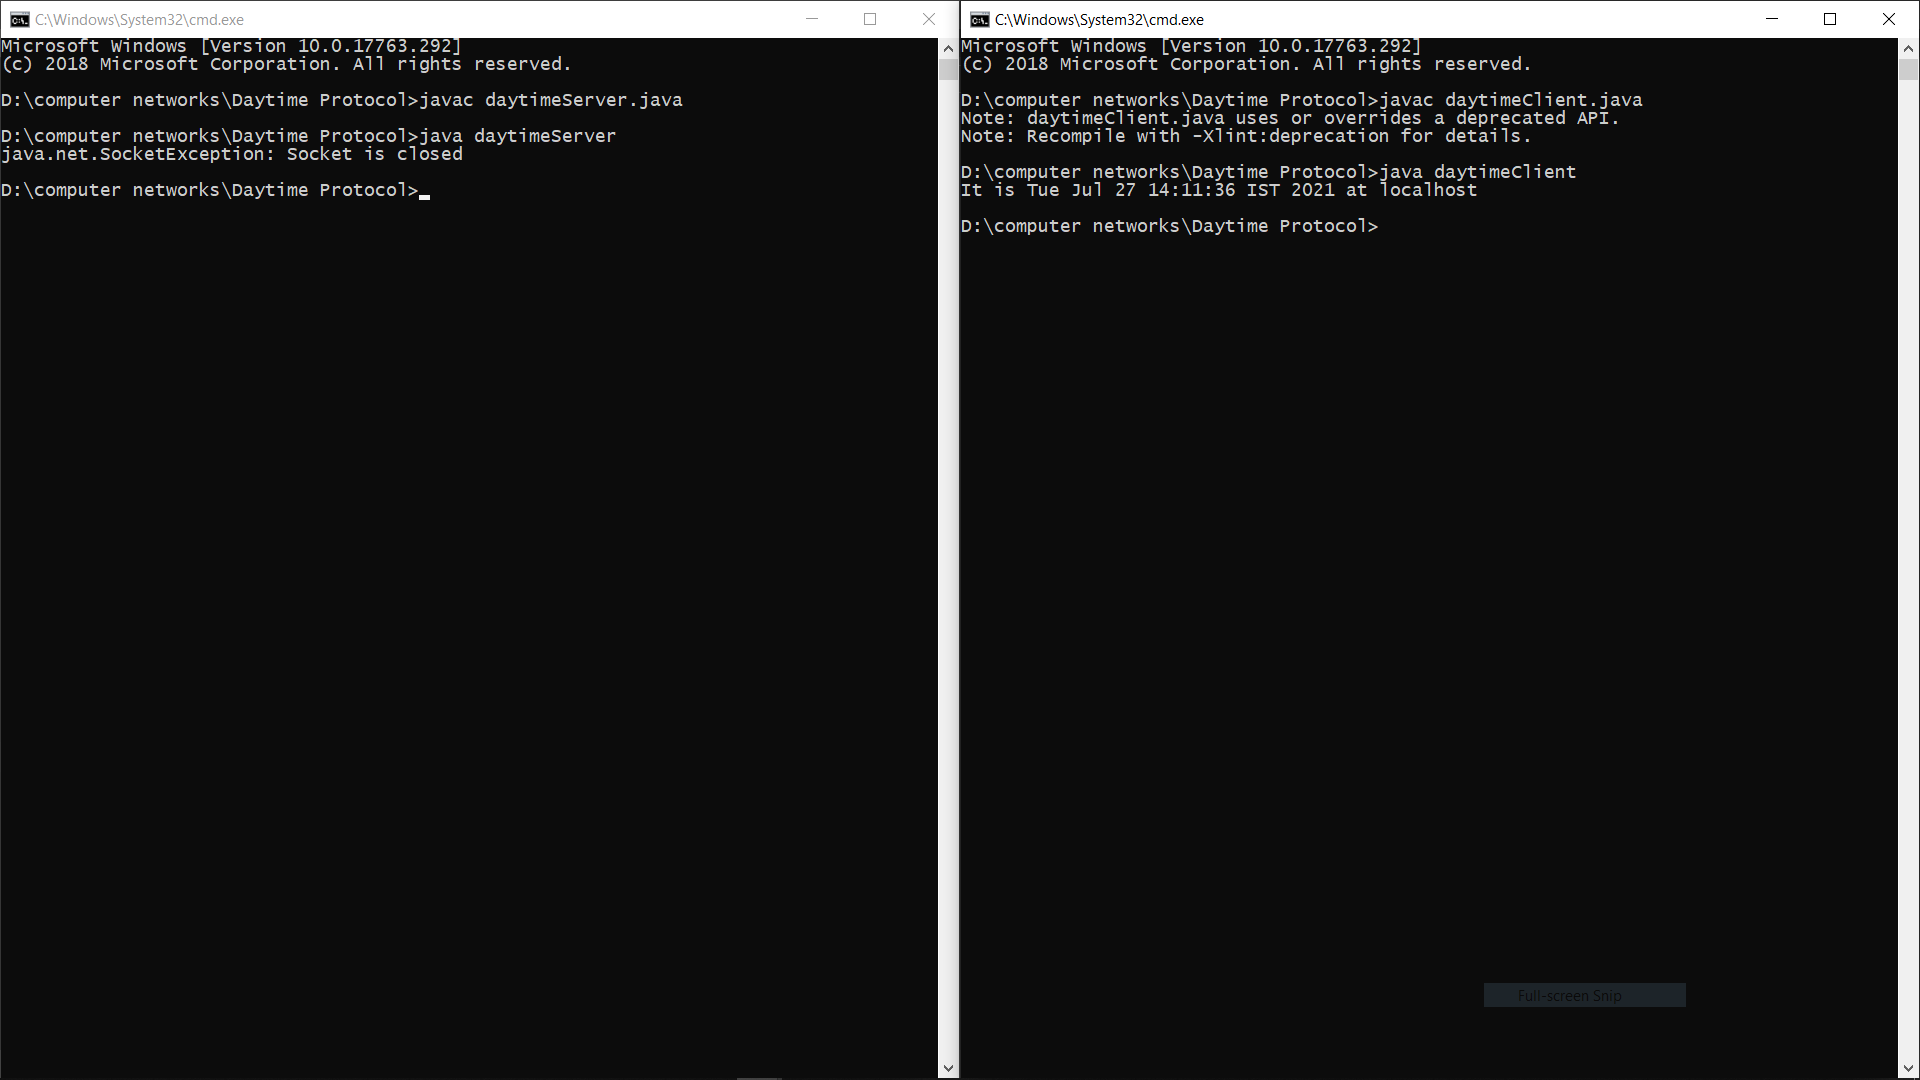 C:\Windows\System32\cmd.exe
Microsoft Windows [Version 10.0.17763.292]
(c) 2018 Microsoft Corporation. All rights reserved.
D:\computer networks\Daytime Protocol>javac daytimeServer.java
D:\computer networks\Daytime Protocol>java daytimeServer
java.net.SocketException: Socket is closed
D:\computer networks\Daytime Protocol>
C:\Windows\System32\cmd.exe
Microsoft Windows [Version 10.0.17763.292]
(c) 2018 Microsoft Corporation. All rights reserved.
D:\computer networks\Daytime Protocol>javac daytimeClient.java
Note: daytimeClient.java uses or overrides a deprecated API.
Note: Recompile with -Xlint:deprecation for details.
D:\computer networks\Daytime Protocol>java daytimeClient
It is Tue Jul 27 14:11:36 IST 2021 at localhost
D:\computer networks\Daytime Protocol>
Full-screen Snip